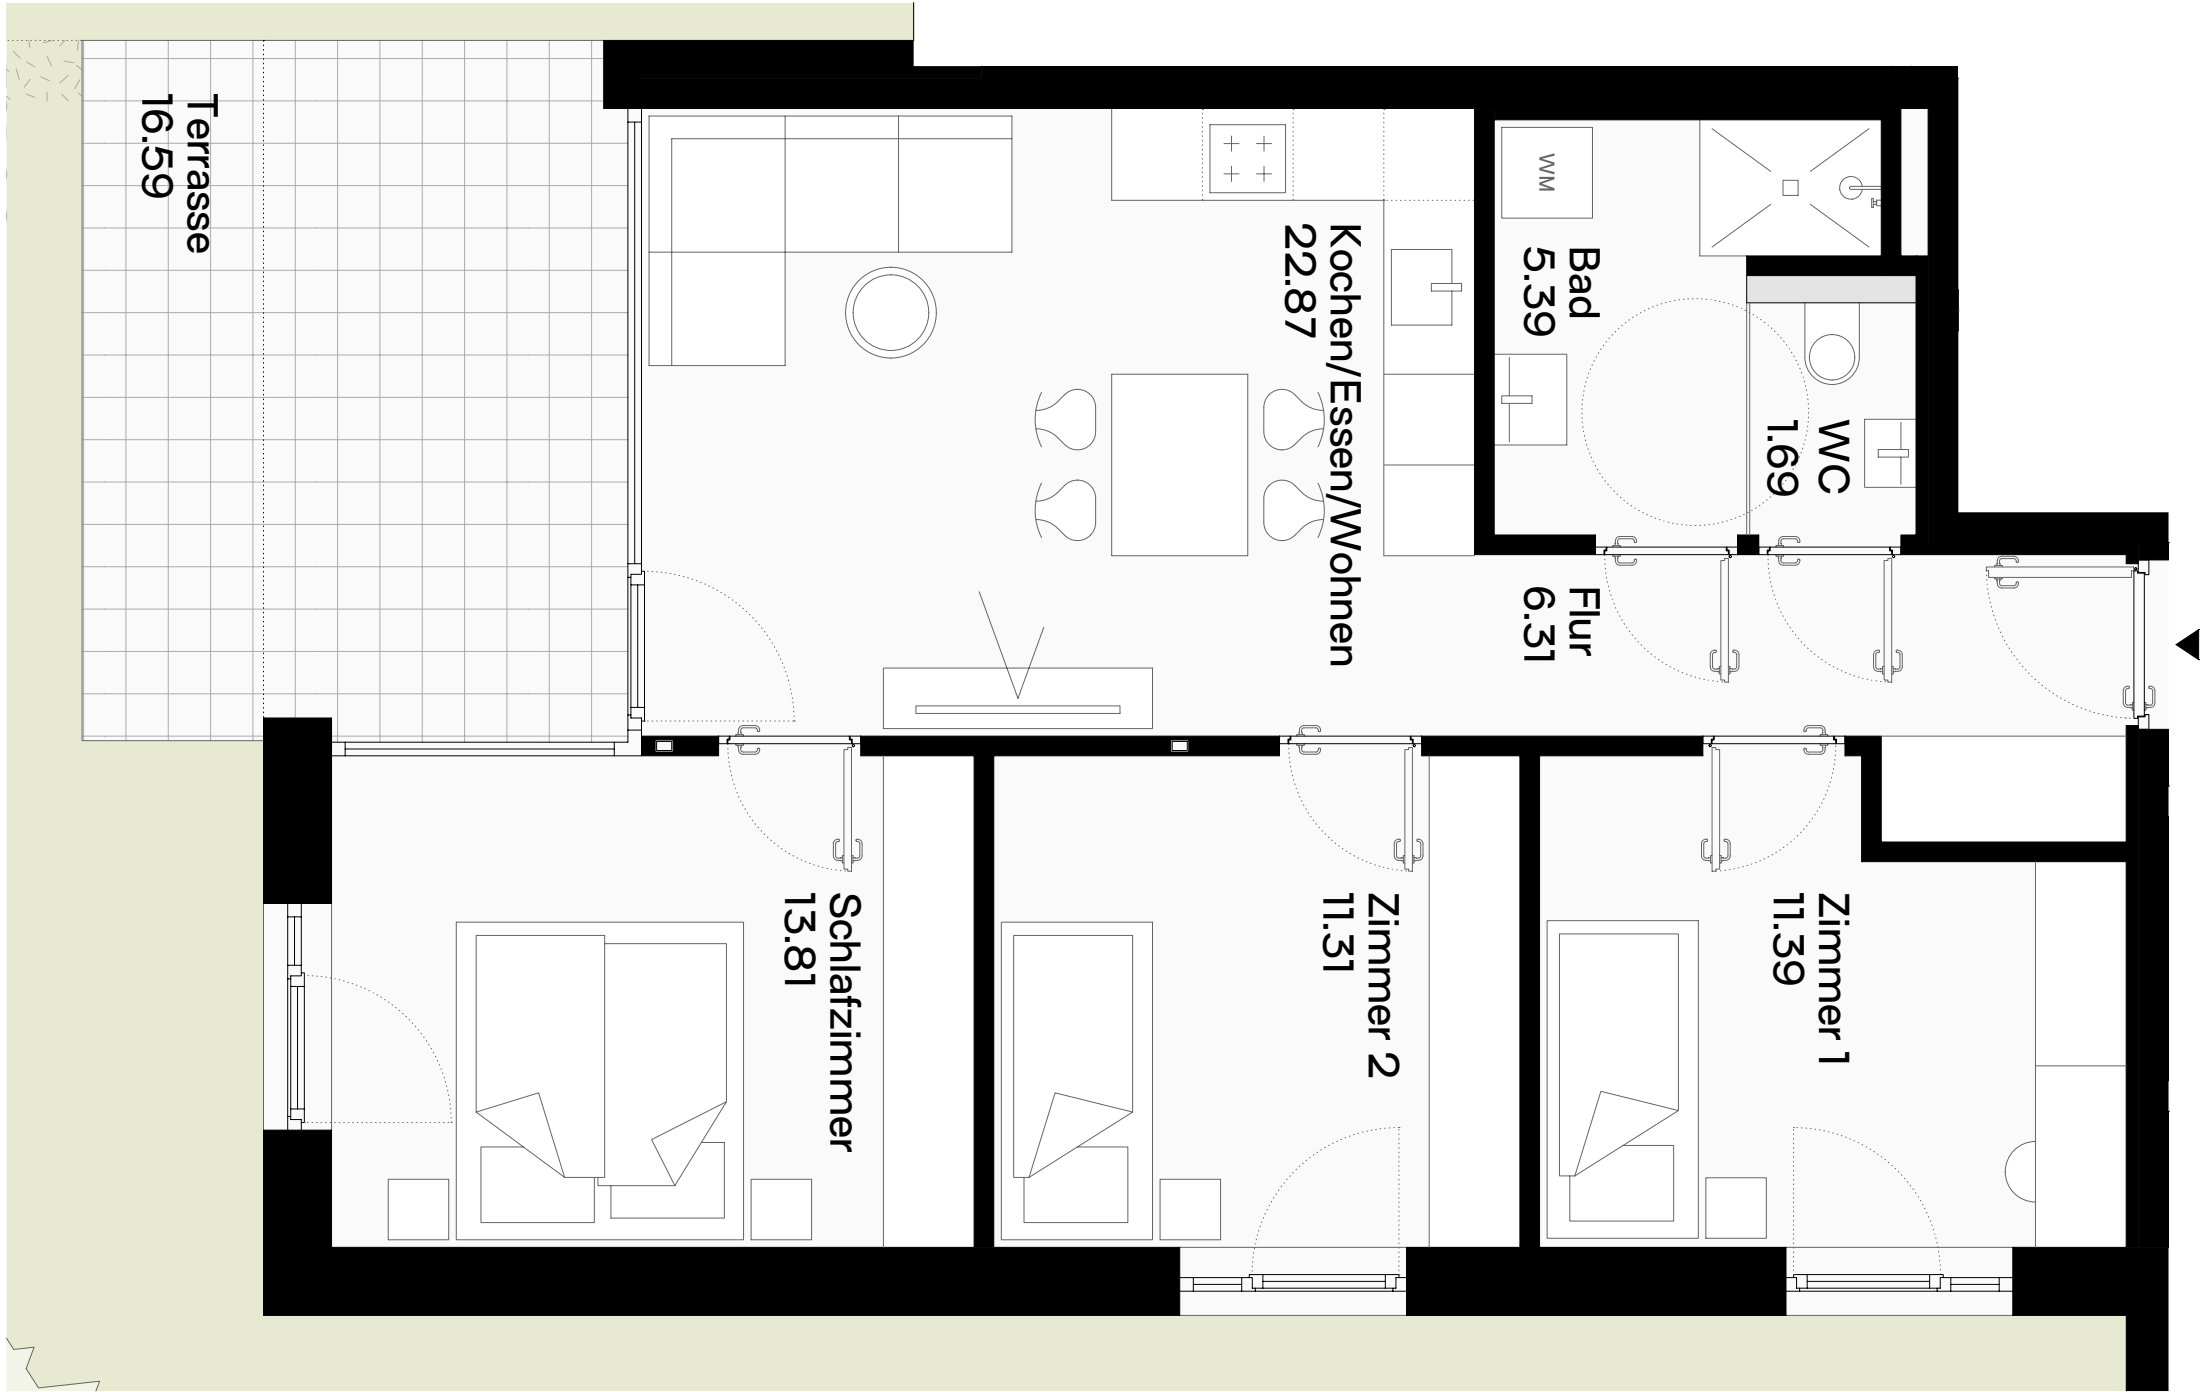 Terrasse
16.59
Kochen/Essen/Wohnen
22.87
WM
Bad
5.39
WC
1.69
Flur
6.31
Schlafzimmer
13.81
Zimmer 2
11.31
Zimmer 1
11.39